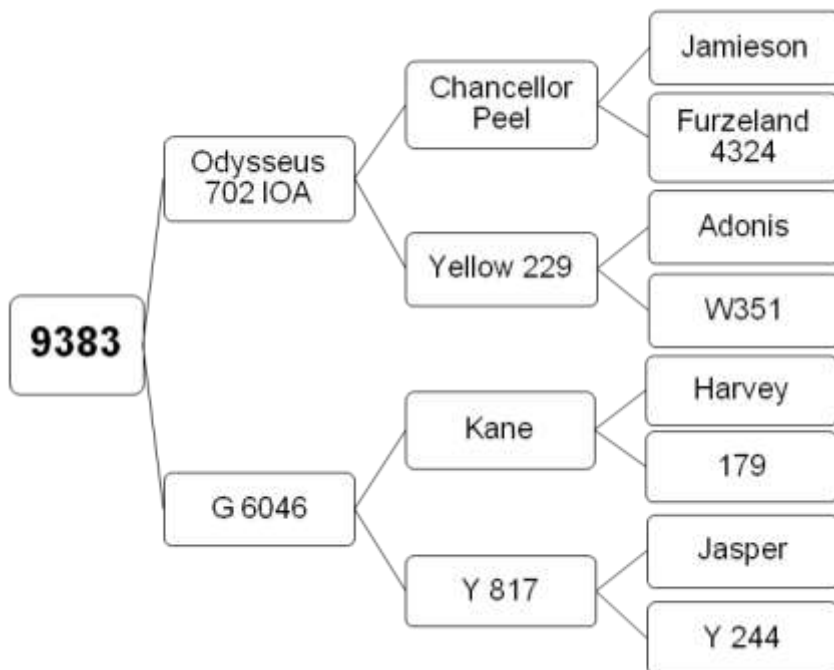 Jamieson
Chancellor
Peel
Furzeland
4324
Odysseus
702 IOA
Adonis
Yellow 229
W351
9383
Harvey
Kane
179
G 6046
Jasper
Y 817
Y 244